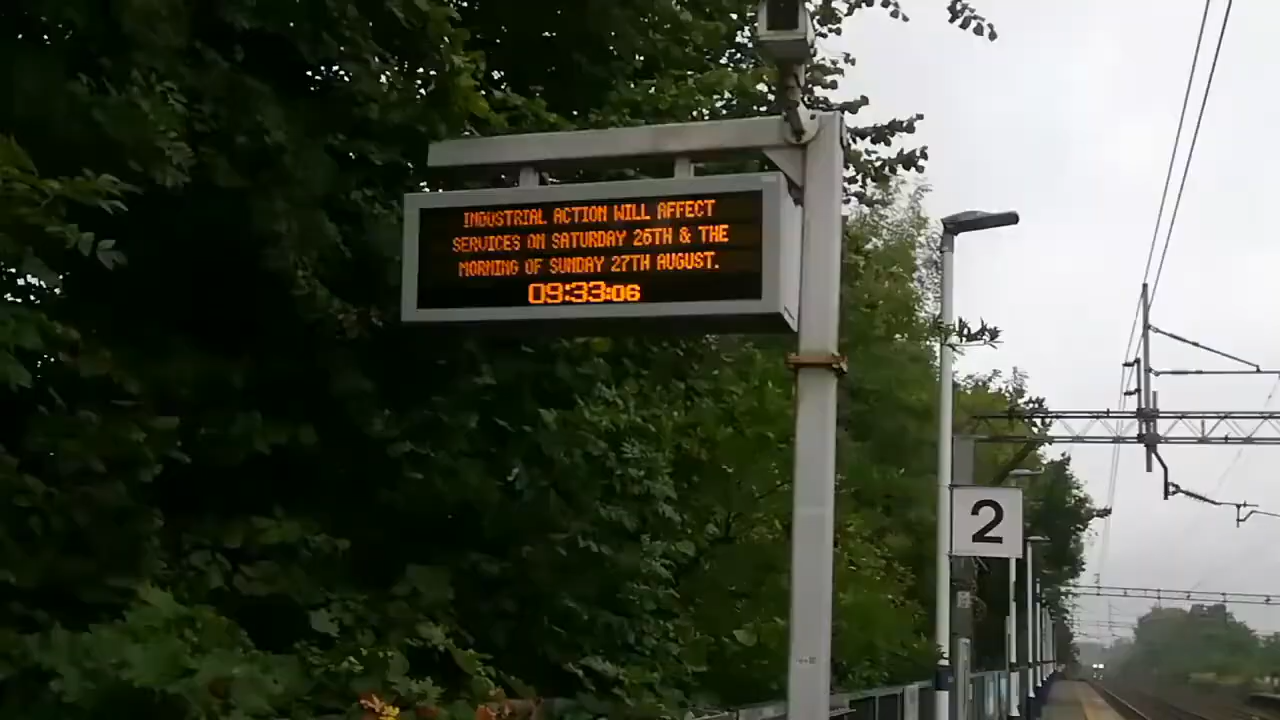 INDUSTRIAL ACTION WILL AFFECT
SERVICES ON SATURDAY 26TH & THE
MORNING OF SUNDAY 27TH AUGUST.
09:33:06
2